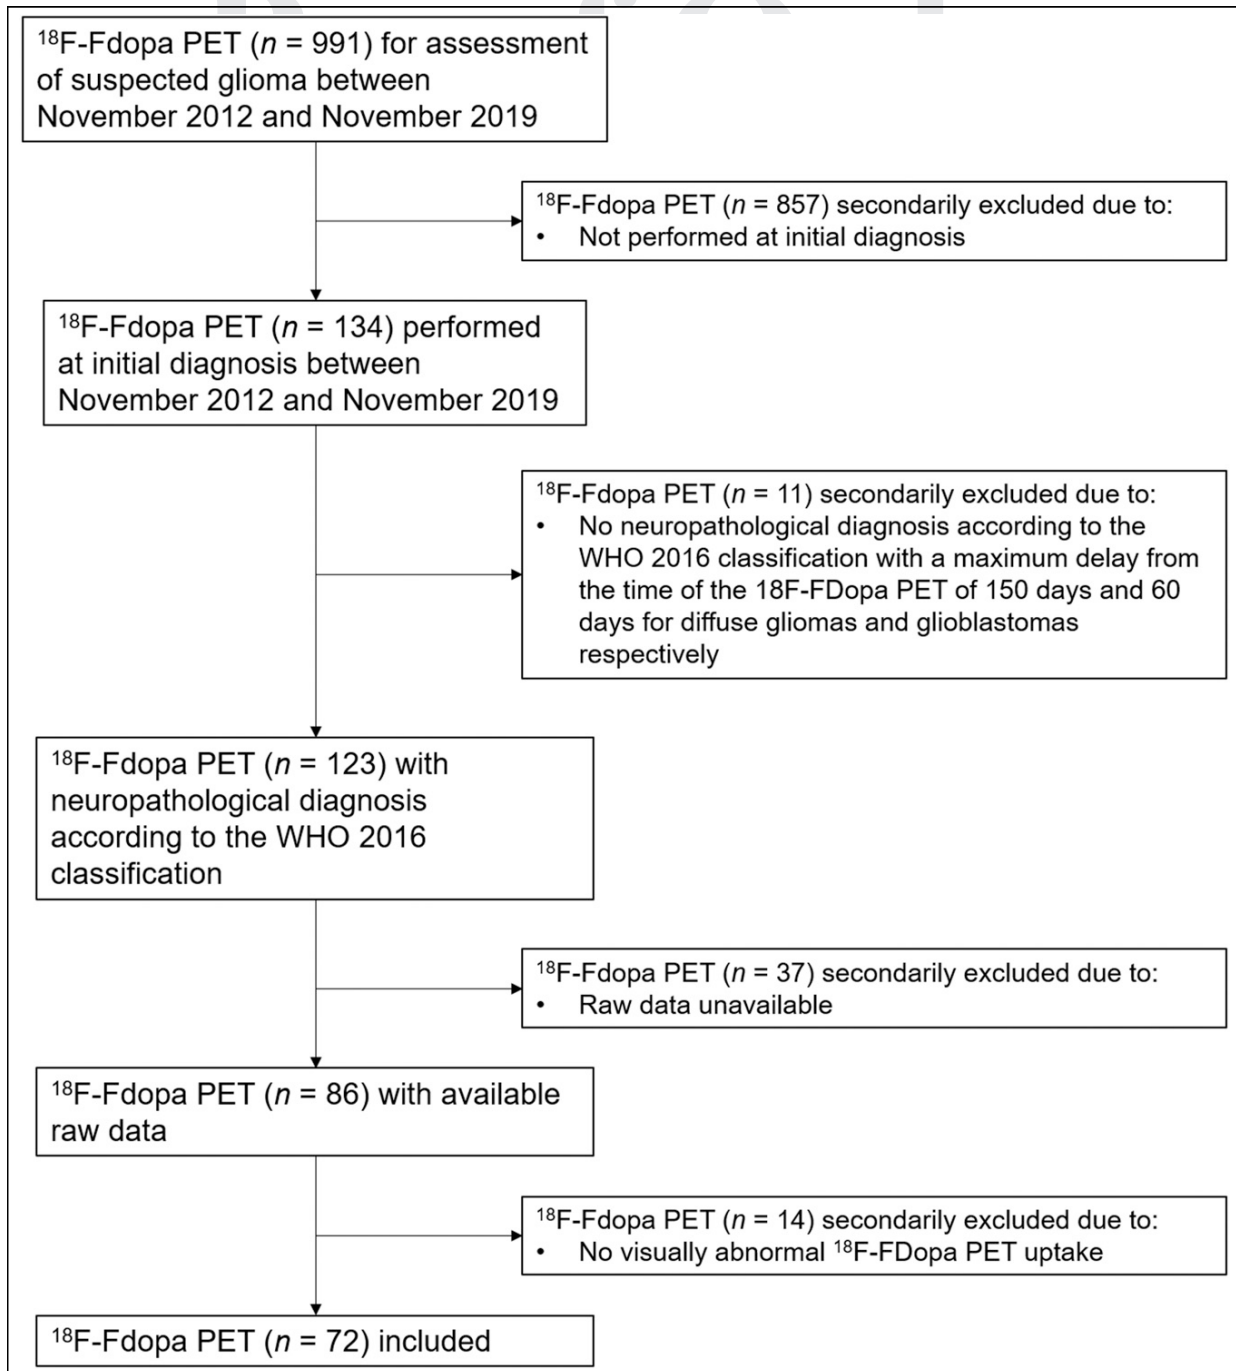 ¹⁸F-Fdopa PET (n = 991) for assessment
of suspected glioma between
November 2012 and November 2019
¹⁸F-Fdopa PET (n = 857) secondarily excluded due to:
• Not performed at initial diagnosis
¹⁸F-Fdopa PET (n = 134) performed
at initial diagnosis between
November 2012 and November 2019
¹⁸F-Fdopa PET (n = 11) secondarily excluded due to:
• No neuropathological diagnosis according to the
WHO 2016 classification with a maximum delay from
the time of the 18F-FDopa PET of 150 days and 60
days for diffuse gliomas and glioblastomas
respectively
¹⁸F-Fdopa PET (n = 123) with
neuropathological diagnosis
according to the WHO 2016
classification
¹⁸F-Fdopa PET (n = 37) secondarily excluded due to:
• Raw data unavailable
¹⁸F-Fdopa PET (n = 86) with available
raw data
¹⁸F-Fdopa PET (n = 14) secondarily excluded due to:
• No visually abnormal ¹⁸F-FDopa PET uptake
¹⁸F-Fdopa PET (n = 72) included